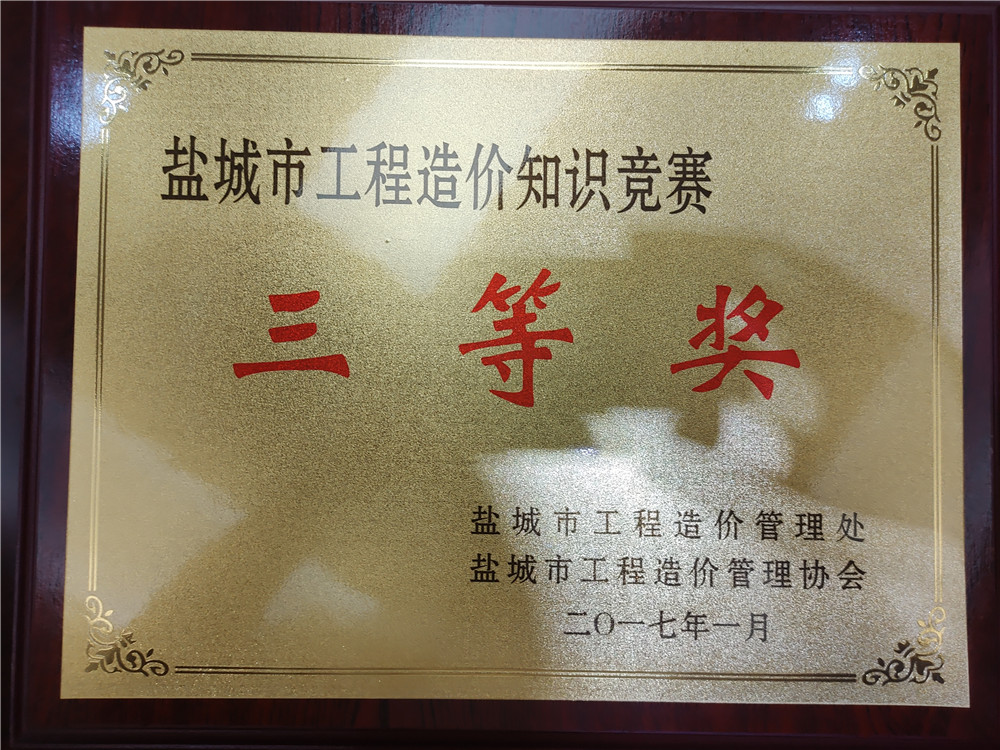 盐城市工程造价知识竞赛
三等奖
盐城市工程造价管理处
盐城市工程造价管理协会
二〇一七年一月